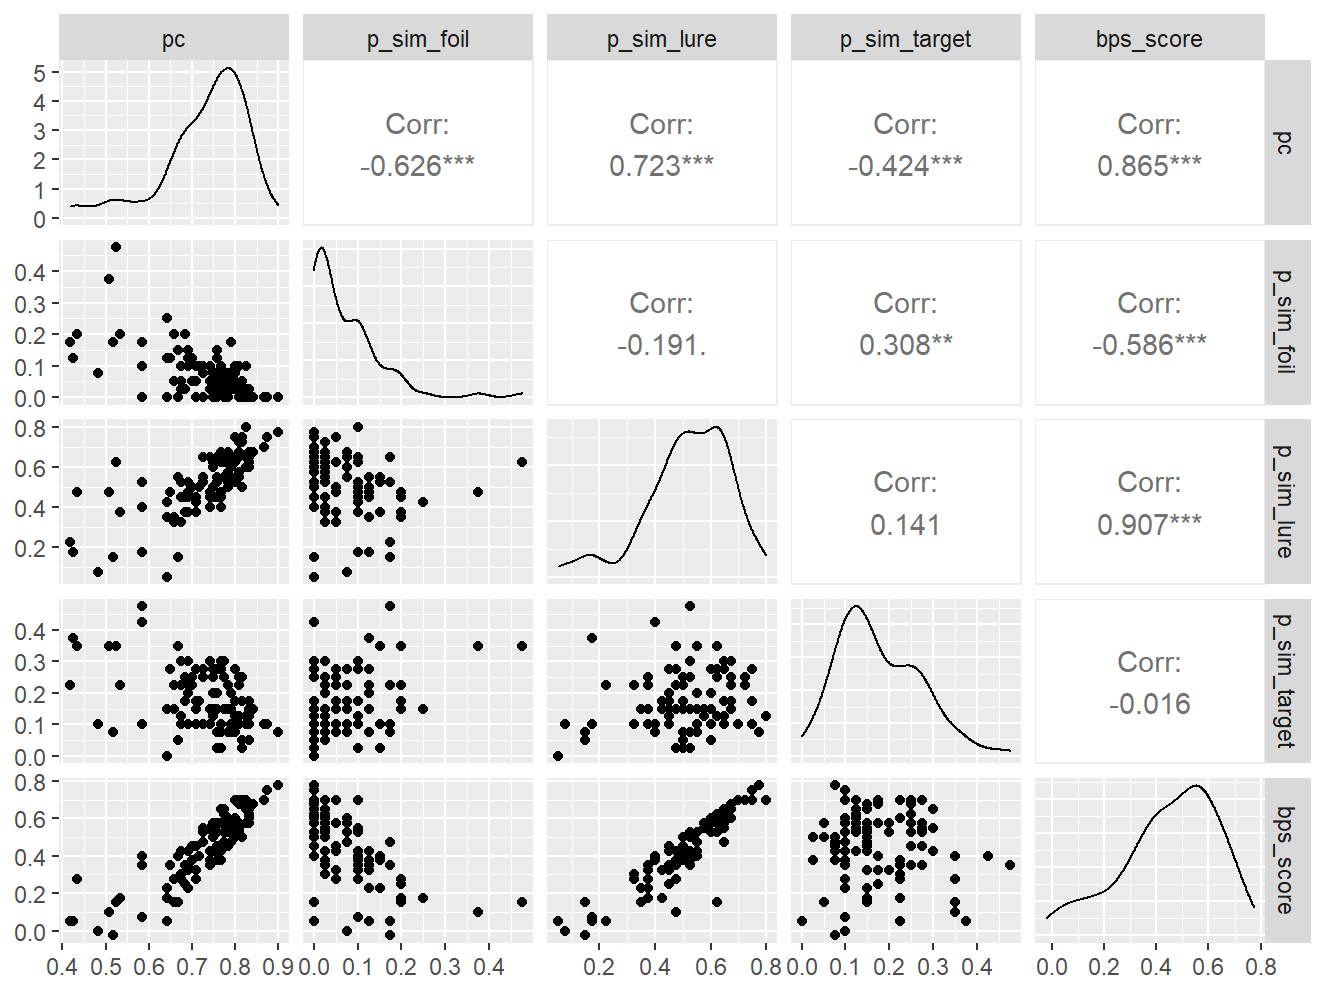 pc
p_sim_foil
p_sim_lure
p_sim_target
bps_score
5
4
3
2
1
0
Corr:
-0.626***
Corr:
0.723***
Corr:
-0.424***
Corr:
0.865***
pc
0.4
0.3
0.2
0.1
0.0
Corr:
-0.191.
Corr:
0.308**
Corr:
-0.586***
p_sim_foil
0.8
0.6
0.4
0.2
Corr:
0.141
Corr:
0.907***
p_sim_lure
0.4
0.3
0.2
0.1
0.0
Corr:
-0.016
p_sim_target
0.8
0.6
0.4
0.2
0.0
bps_score
0.4 0.5 0.6 0.7 0.8 0.9
0.0 0.1 0.2 0.3 0.4
0.2 0.4 0.6 0.8
0.0 0.1 0.2 0.3 0.4
0.0 0.2 0.4 0.6 0.8